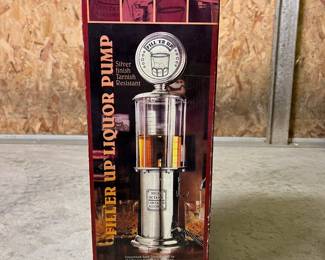 FILL ER UP
Silver
finish
Tarnish
Resistant
FILLER UP LIQUOR PUMP